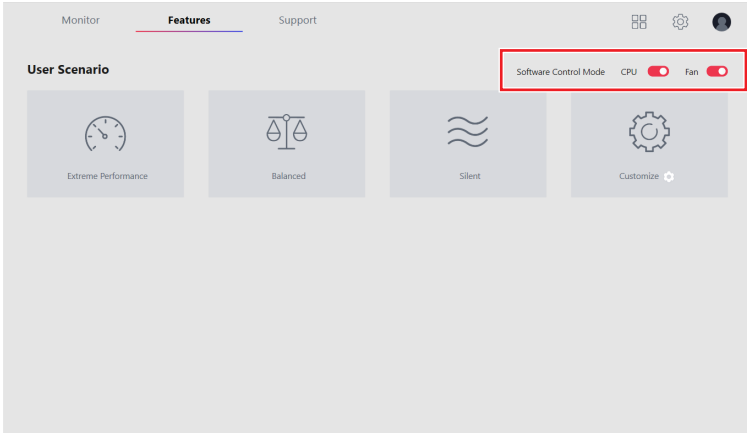 Monitor Features Support
User Scenario Software Control Mode CPU Fan
Extreme Performance Balanced Silent Customize